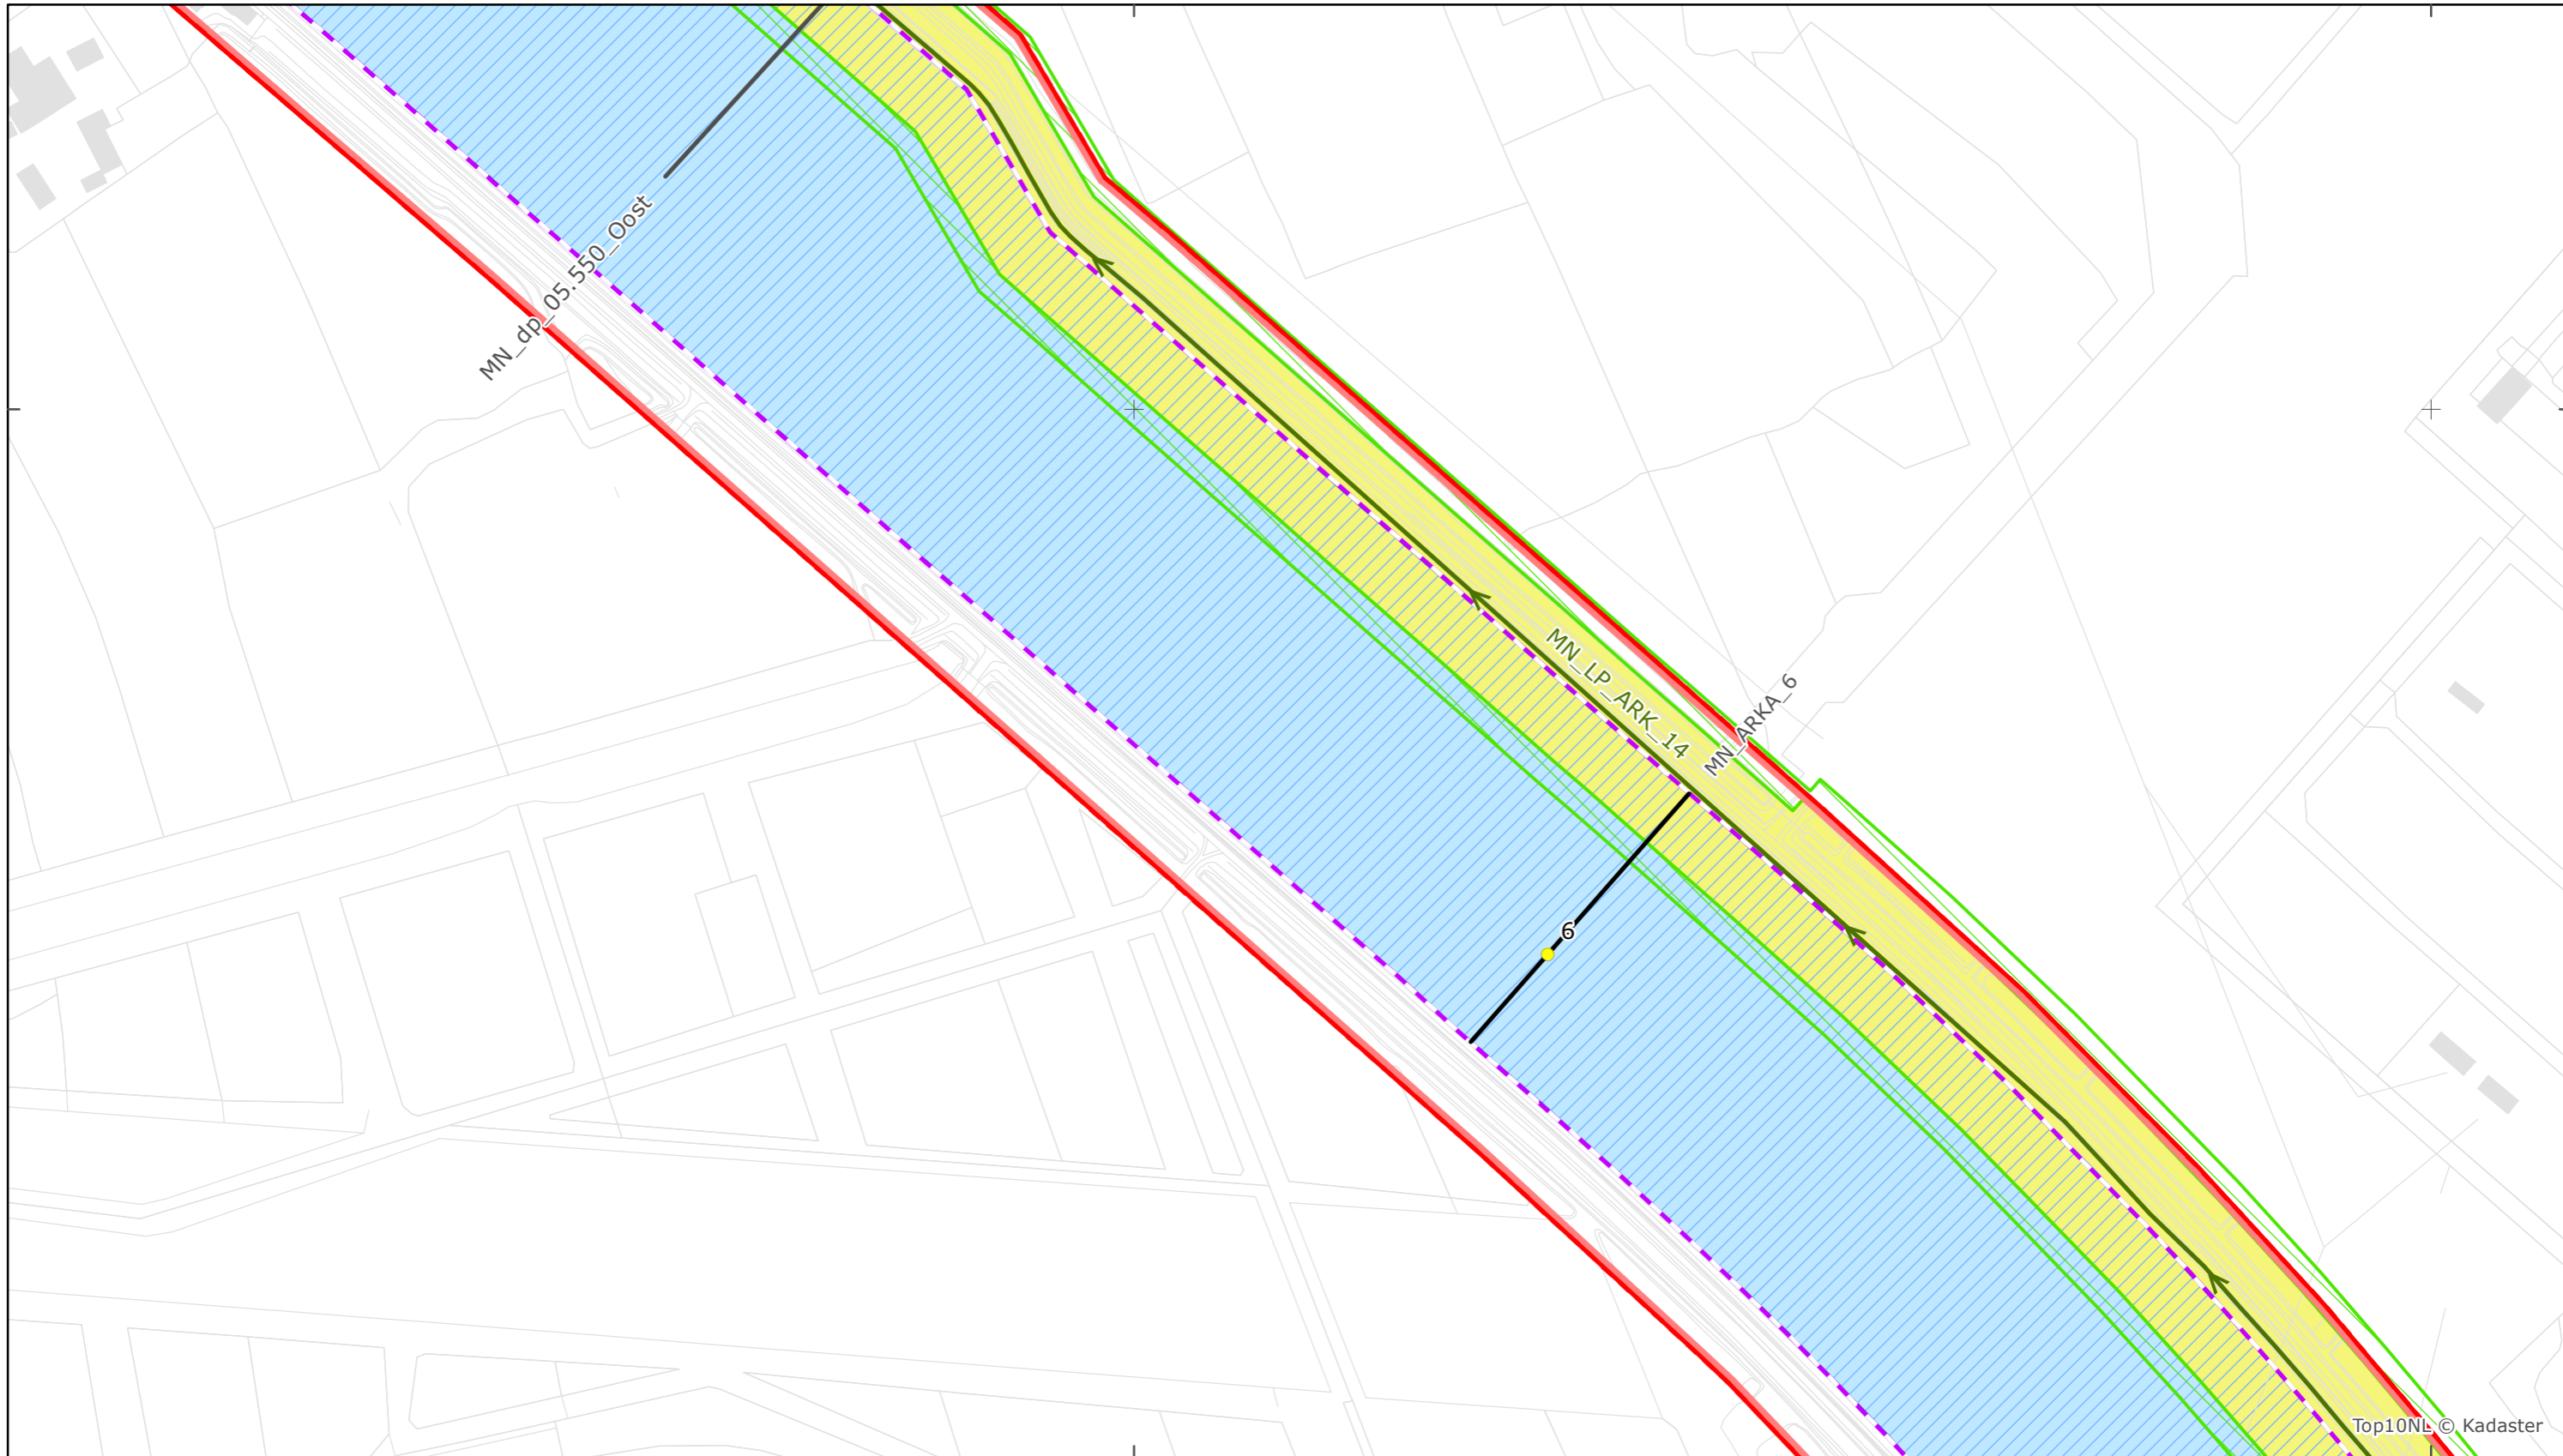 MN_dp_05.550_Oost
MN_LP_ARK_14
MN_ARKA_6
6
Top10NL © Kadaster